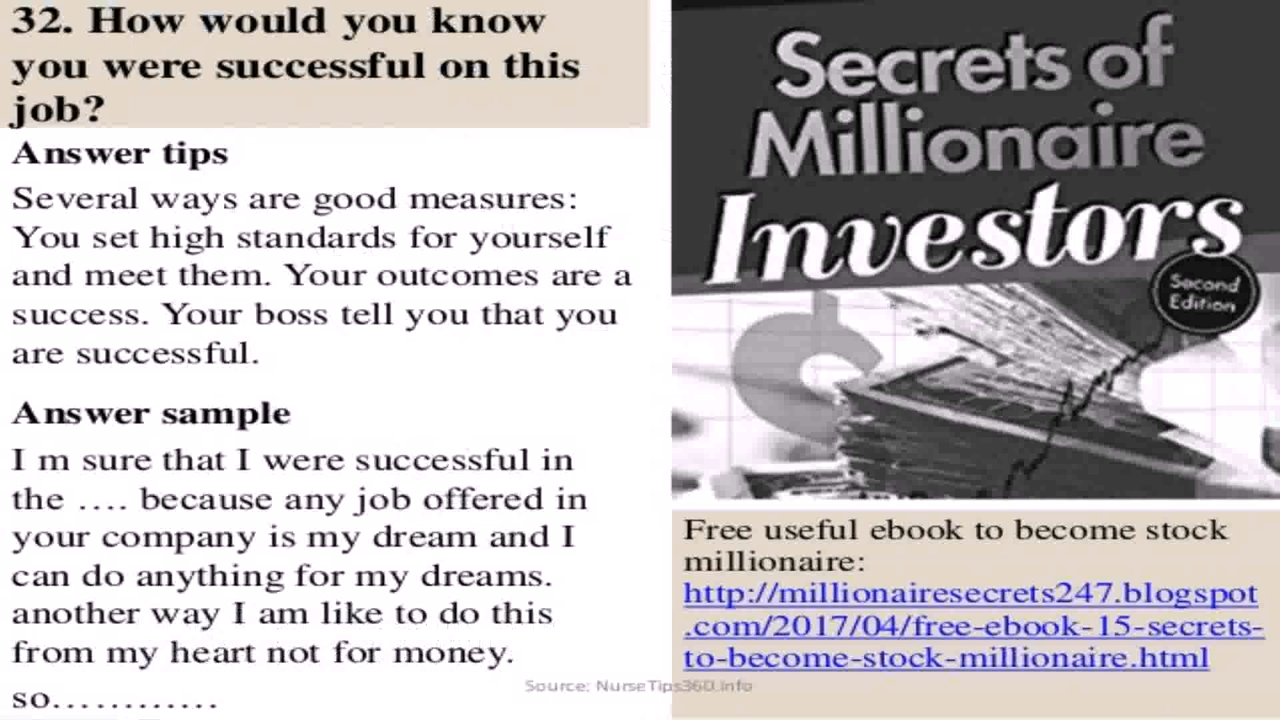 32. How would you know
you were successful on this
job?
Answer tips
Several ways are good measures:
You set high standards for yourself
and meet them. Your outcomes are a
success. Your boss tell you that you
are successful.
Answer sample
I m sure that I were successful in
the …. because any job offered in
your company is my dream and I
can do anything for my dreams.
another way I am like to do this
from my heart not for money.
so…………
Secrets of
Millionaire
Investors
Second
Edition
Free useful ebook to become stock
millionaire:
http://millionairesecrets247.blogspot
.com/2017/04/free-ebook-15-secrets-
to-become-stock-millionaire.html
Source: NurseTips360.info